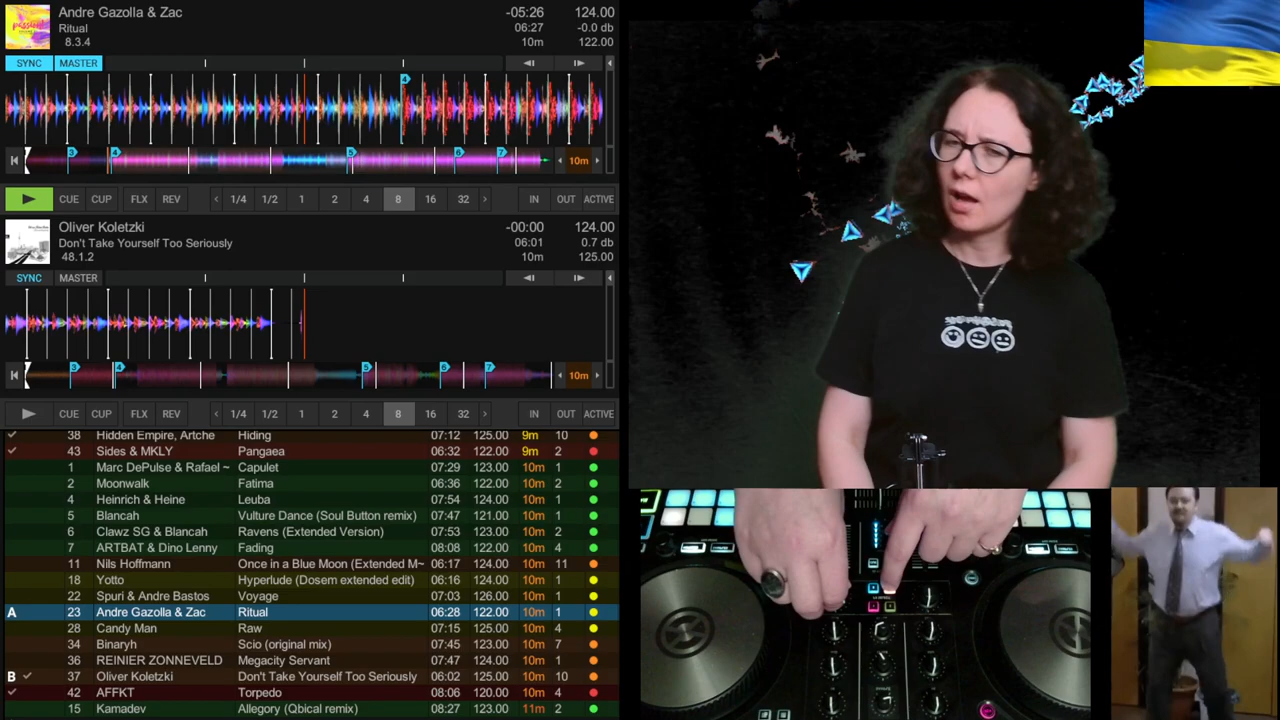 Andre Gazolla & Zac -05:26 124.00
Ritual 06:27 -0.0 db
8.3.4 10m 122.00
SYNC MASTER
4
3 4 5 6 7 10m
CUE CUP FLX REV 1/4 1/2 1 2 4 8 16 32 IN OUT ACTIVE
Oliver Koletzki -00:00 124.00
Don't Take Yourself Too Seriously 06:01 0.7 db
48.1.2 10m 125.00
SYNC MASTER
3 4 5 6 7 10m
CUE CUP FLX REV 1/4 1/2 1 2 4 8 16 32 IN OUT ACTIVE
38 Hidden Empire, Artche Hiding 07:12 125.00 9m 10
43 Sides & MKLY Pangaea 06:32 122.00 9m 2
1 Marc DePulse & Rafael ~ Capulet 07:29 123.00 10m 1
2 Moonwalk Fatima 06:36 122.00 10m 2
4 Heinrich & Heine Leuba 07:54 124.00 10m 1
5 Blancah Vulture Dance (Soul Button remix) 07:47 121.00 10m 1
6 Clawz SG & Blancah Ravens (Extended Version) 07:53 123.00 10m 2
7 ARTBAT & Dino Lenny Fading 08:08 122.00 10m 4
11 Nils Hoffmann Once in a Blue Moon (Extended M~ 06:17 124.00 10m 11
18 Yotto Hyperlude (Dosem extended edit) 06:16 124.00 10m 1
22 Spuri & Andre Bastos Voyage 07:06 123.00 10m 1
A 23 Andre Gazolla & Zac Ritual 06:28 122.00 10m 1
28 Candy Man Raw 07:15 125.00 10m 4
34 Binaryh Scio (original mix) 07:45 123.00 10m 7
36 REINIER ZONNEVELD Megacity Servant 07:47 124.00 10m 1
B 37 Oliver Koletzki Don't Take Yourself Too Seriously 06:02 125.00 10m 10
42 AFFKT Torpedo 08:06 120.00 10m 4
15 Kamadev Allegory (Qbical remix) 08:27 123.00 11m 2